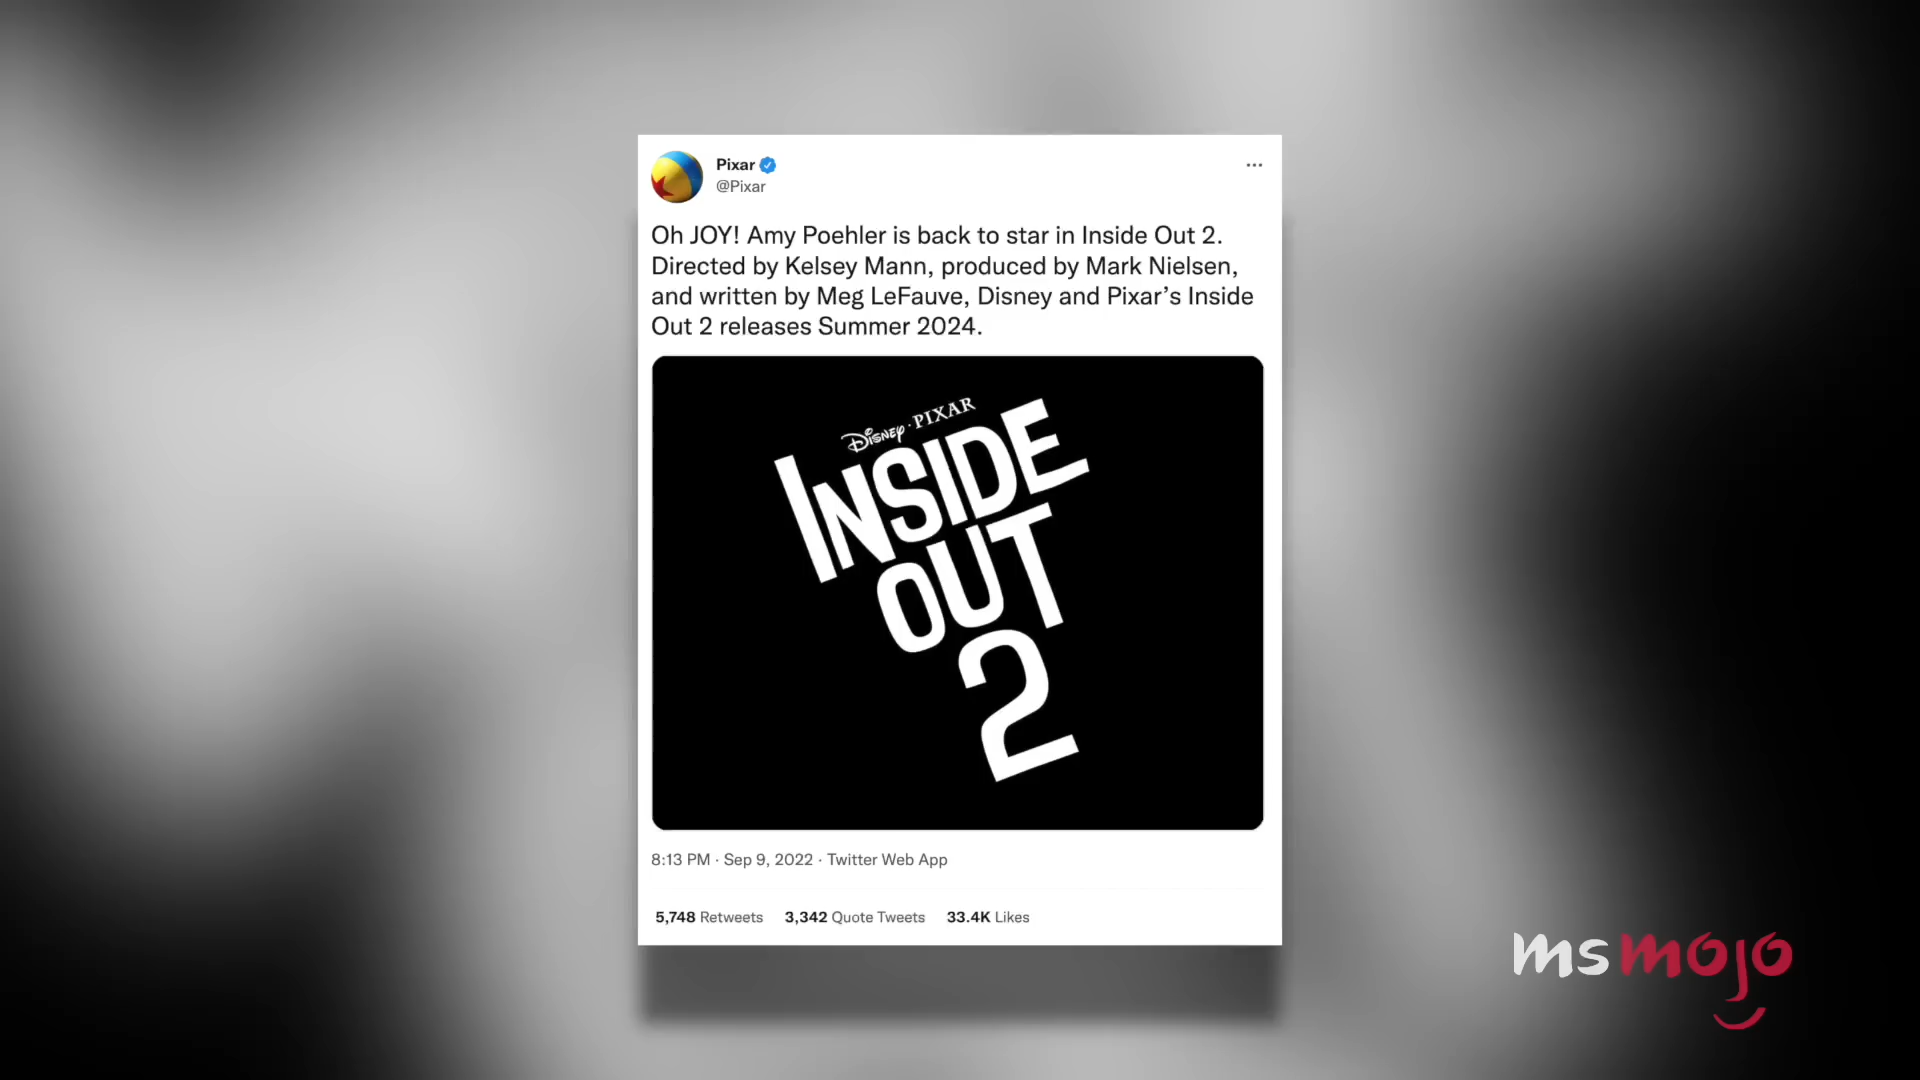 Pixar
@Pixar
Oh JOY! Amy Poehler is back to star in Inside Out 2.
Directed by Kelsey Mann, produced by Mark Nielsen,
and written by Meg LeFauve, Disney and Pixar’s Inside
Out 2 releases Summer 2024.
Disney · PIXAR
INSIDE
OUT
2
8:13 PM · Sep 9, 2022 · Twitter Web App
5,748 Retweets 3,342 Quote Tweets 33.4K Likes
msmojo